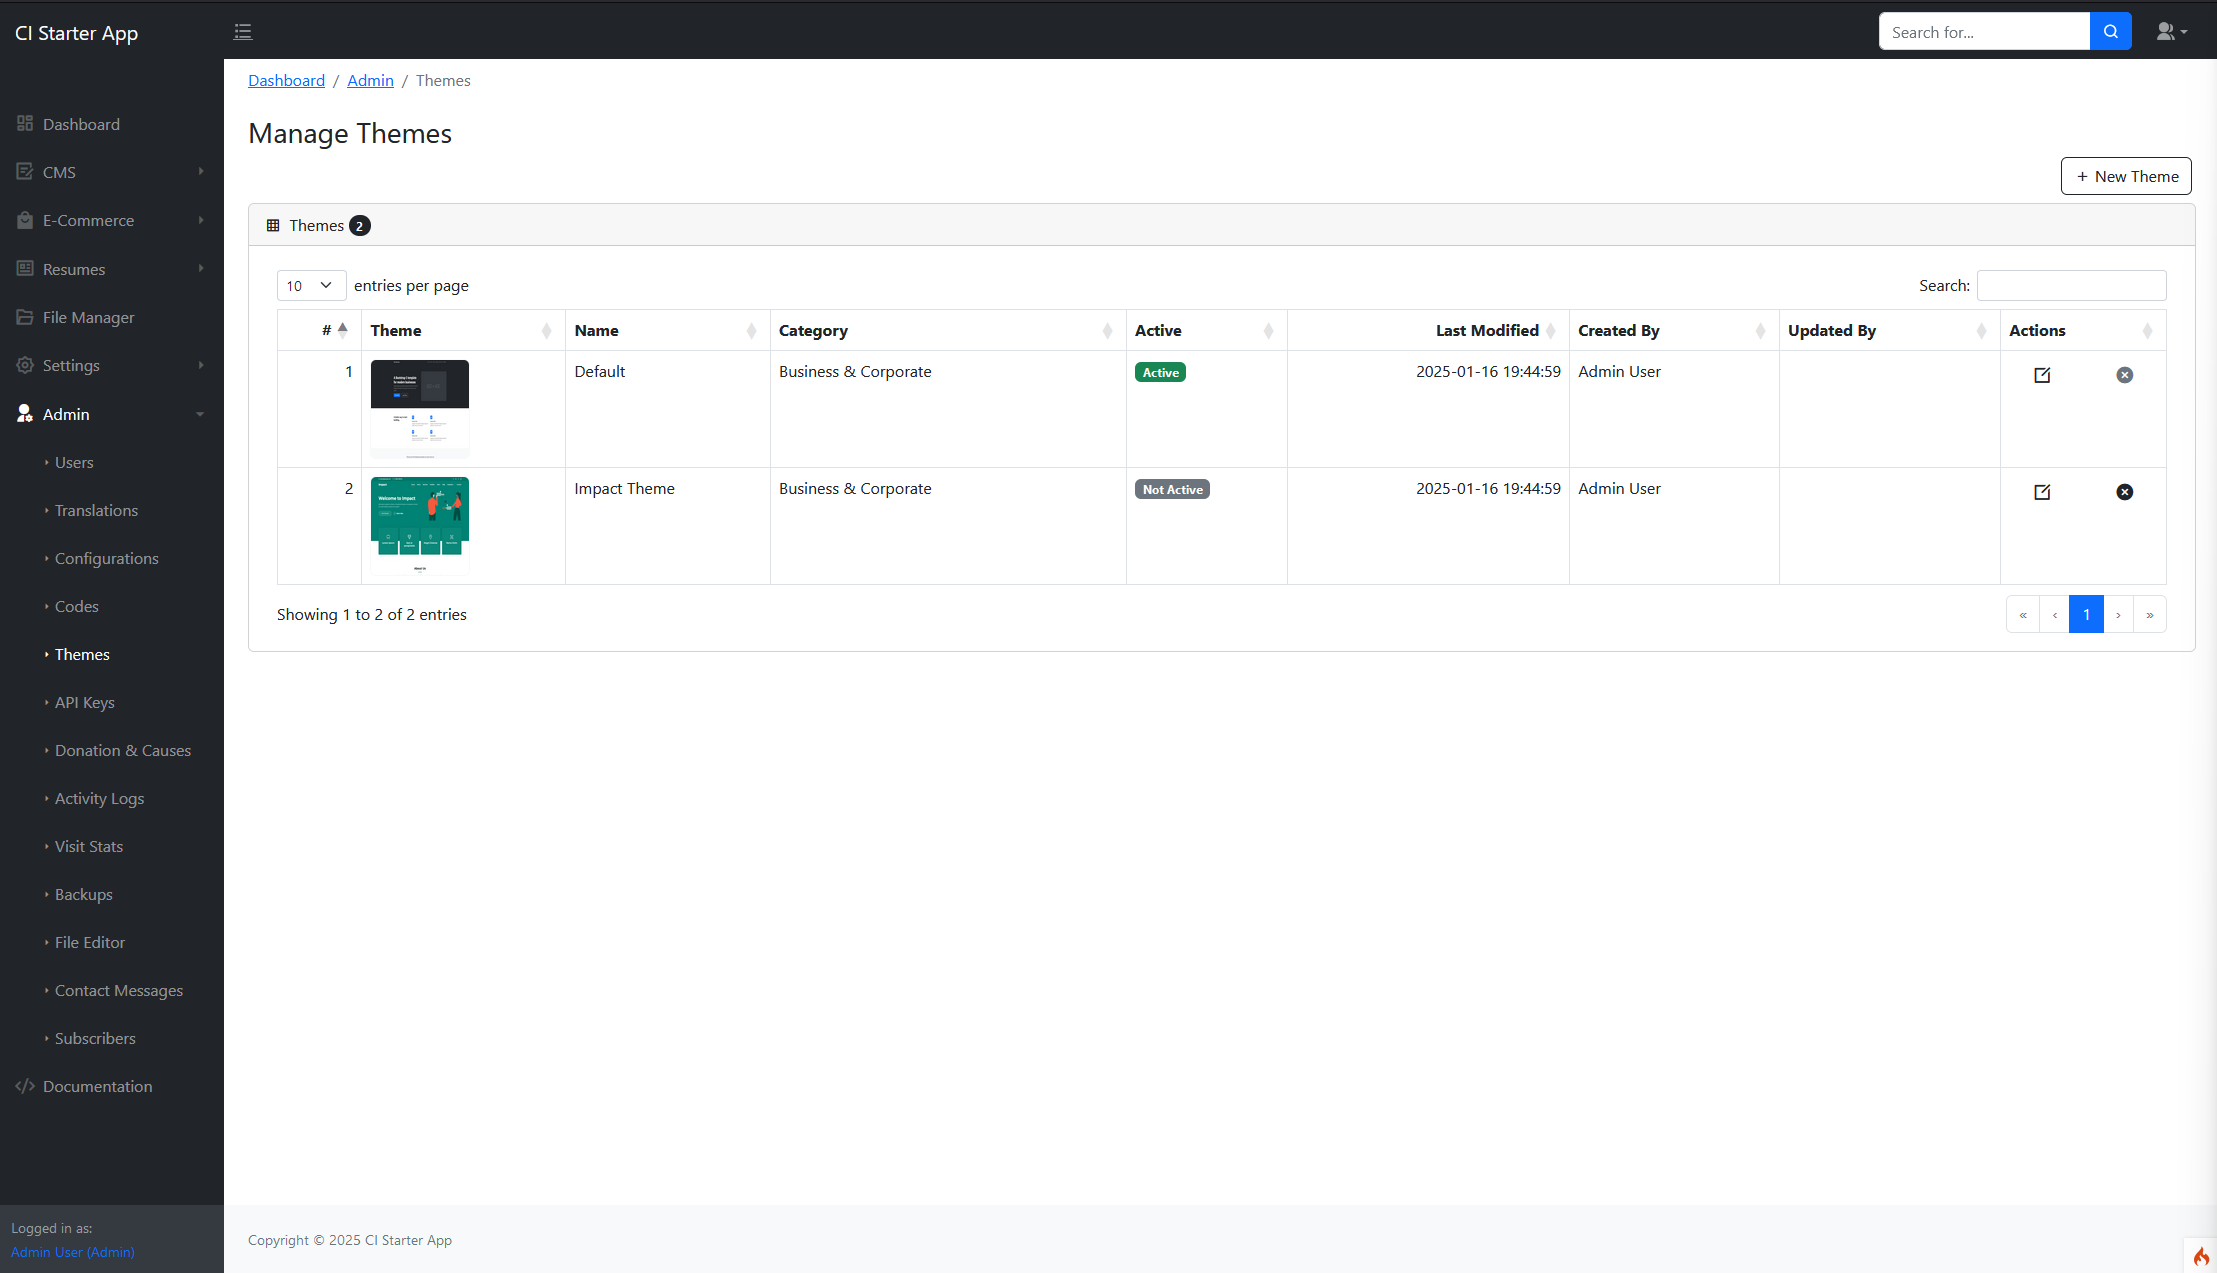 CI Starter App
Search for...
Dashboard
CMS
E-Commerce
Resumes
File Manager
Settings
Admin
Users
Translations
Configurations
Codes
Themes
API Keys
Donation & Causes
Activity Logs
Visit Stats
Backups
File Editor
Contact Messages
Subscribers
Documentation
Logged in as:
Admin User (Admin)
Dashboard / Admin / Themes
Manage Themes
+ New Theme
Themes 2
10 entries per page Search:
# Theme Name Category Active Last Modified Created By Updated By Actions
1 Default Business & Corporate Active 2025-01-16 19:44:59 Admin User
2 Impact Theme Business & Corporate Not Active 2025-01-16 19:44:59 Admin User
Welcome to Impact
About Us
Showing 1 to 2 of 2 entries
« ‹ 1 › »
Copyright © 2025 CI Starter App